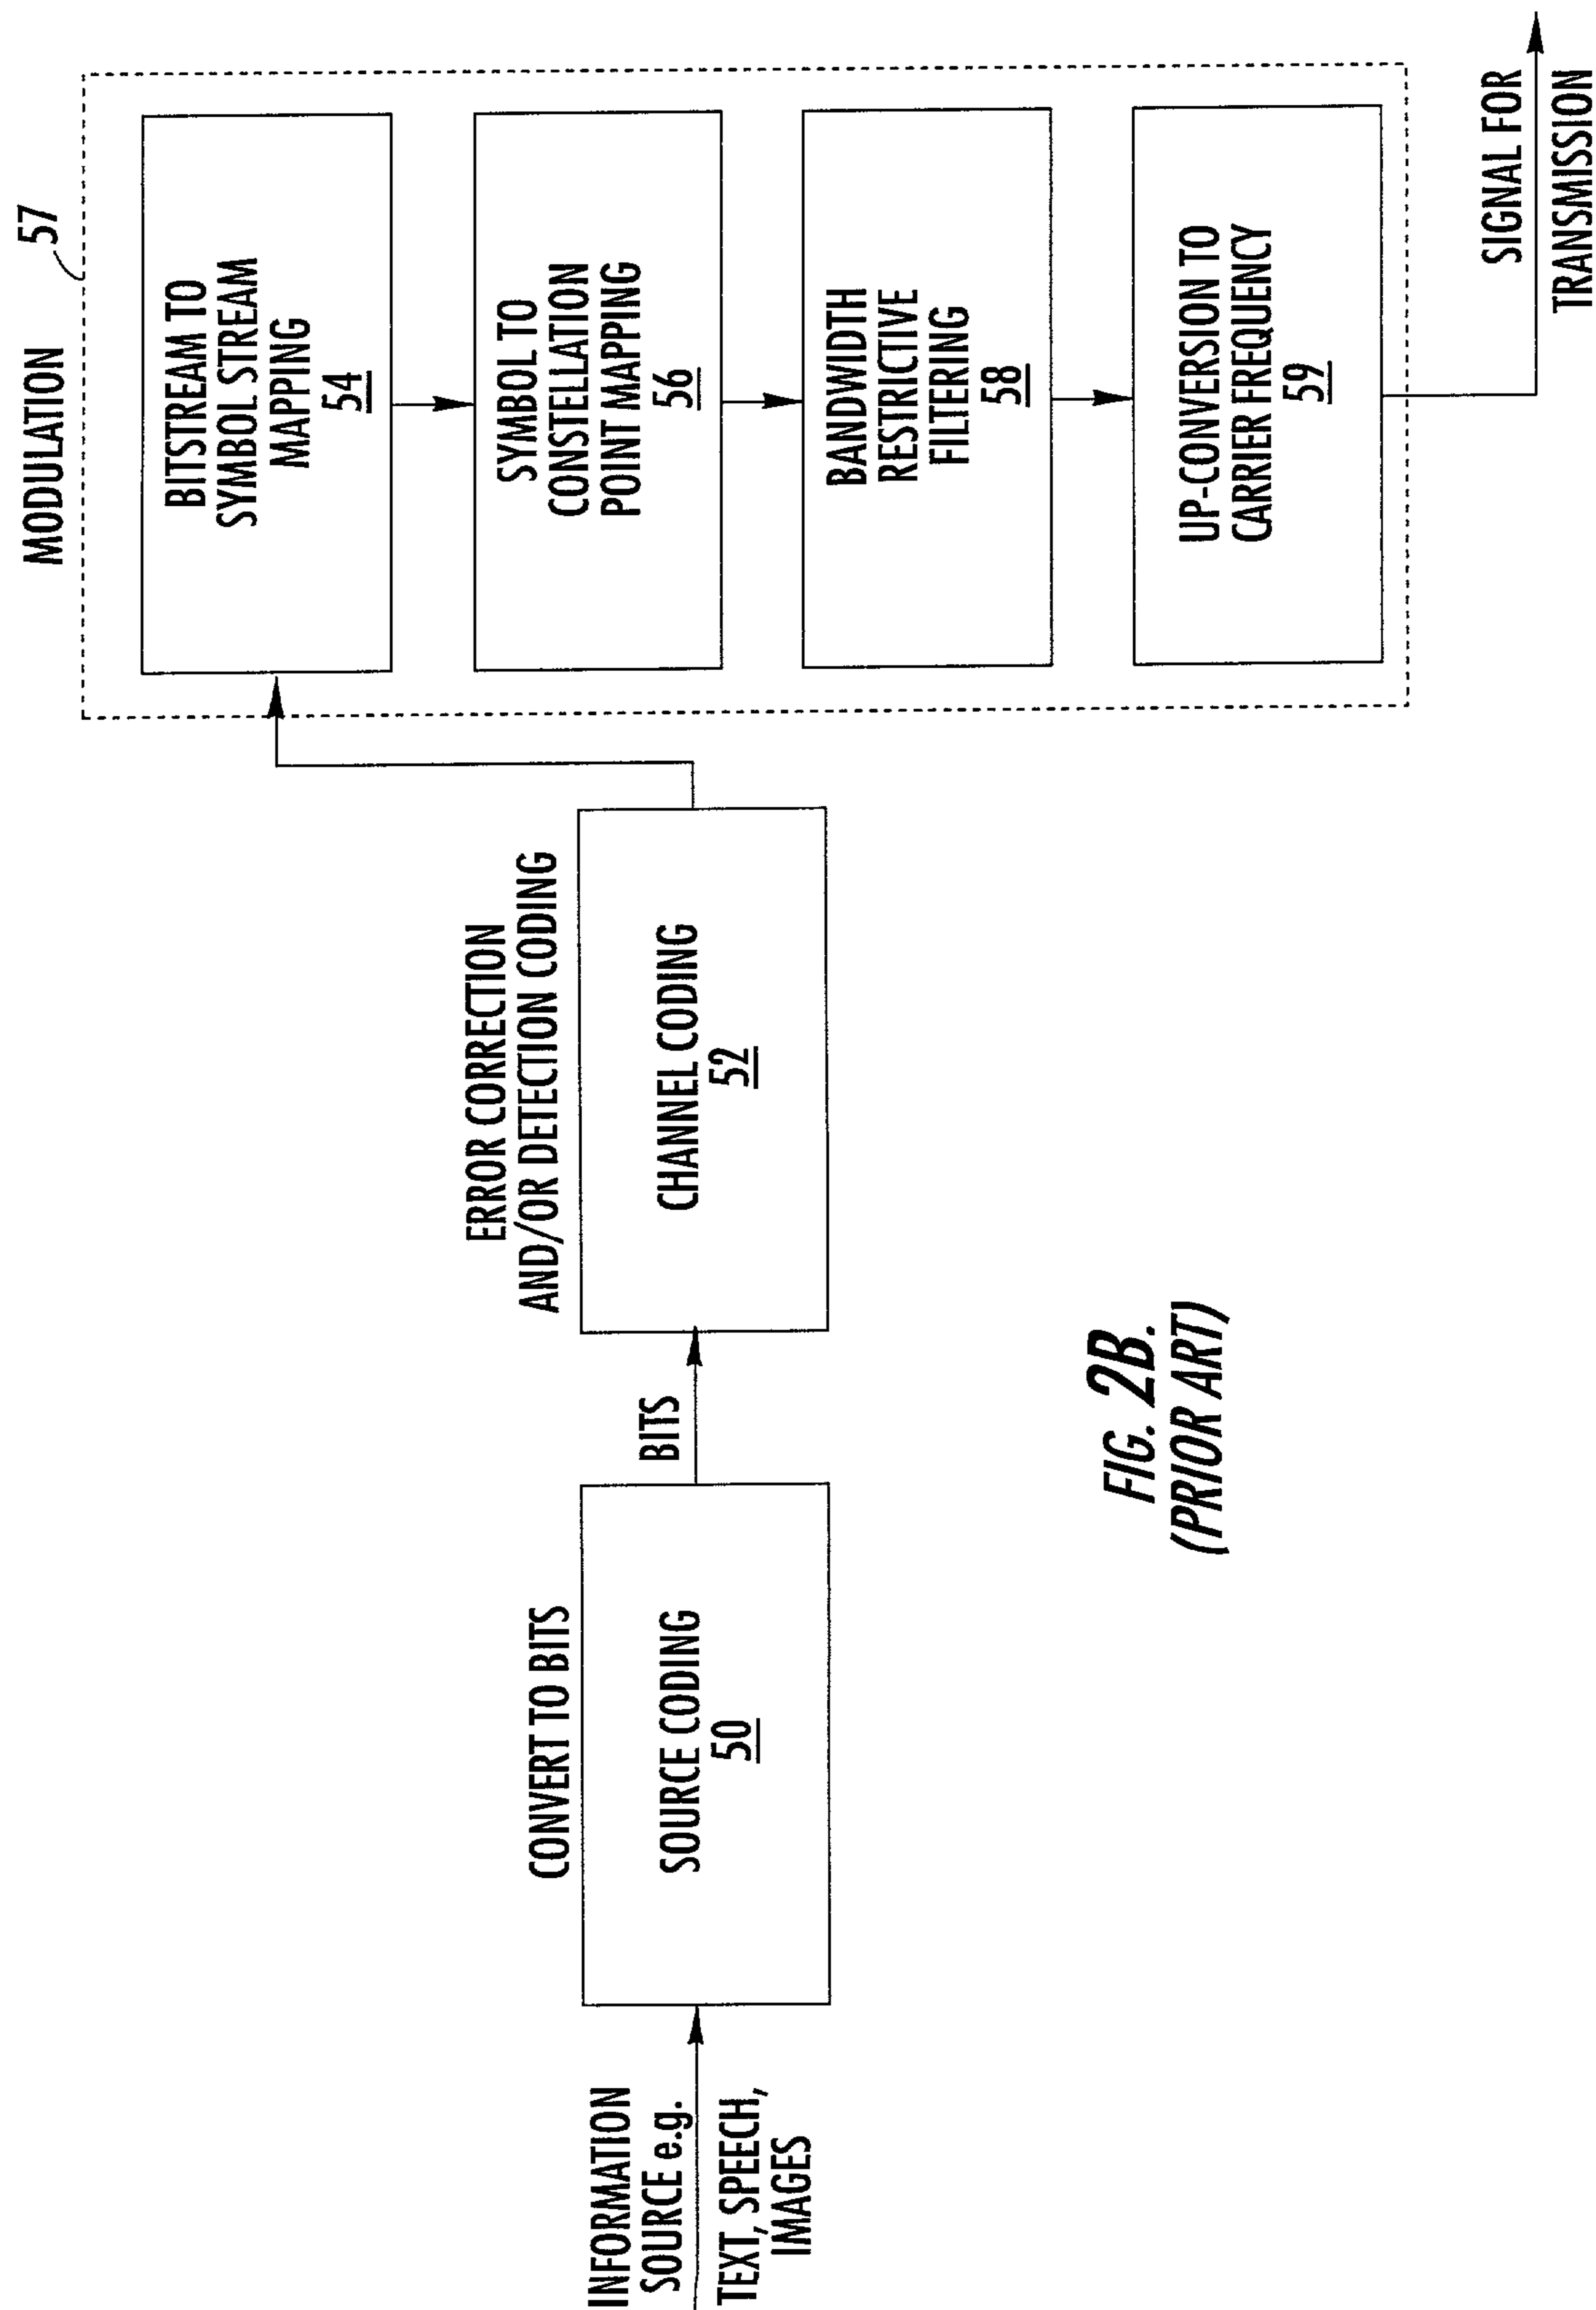 INFORMATION
SOURCE e.g.
TEXT, SPEECH,
IMAGES
CONVERT TO BITS
SOURCE CODING
50
BITS
ERROR CORRECTION
AND/OR DETECTION CODING
CHANNEL CODING
52
MODULATION
57
BITSTREAM TO
SYMBOL STREAM
MAPPING
54
SYMBOL TO
CONSTELLATION
POINT MAPPING
56
BANDWIDTH
RESTRICTIVE
FILTERING
58
UP-CONVERSION TO
CARRIER FREQUENCY
59
SIGNAL FOR
TRANSMISSION
FIG. 2B.
(PRIOR ART)